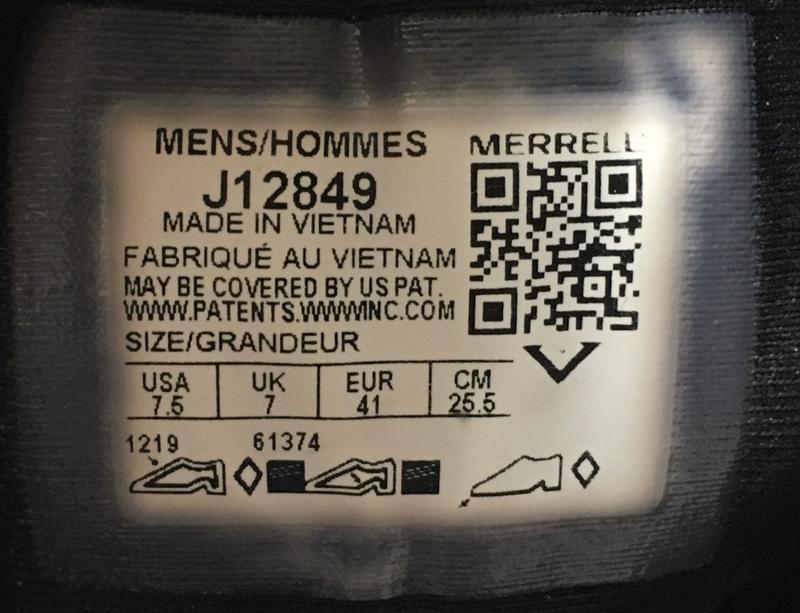 MENS/HOMMES
MERRELL
J12849
MADE IN VIETNAM
FABRIQUÉ AU VIETNAM
MAY BE COVERED BY US PAT.
WWW.PATENTS.WWWINC.COM
SIZE/GRANDEUR
USA UK EUR CM
7.5 7 41 25.5
1219 61374